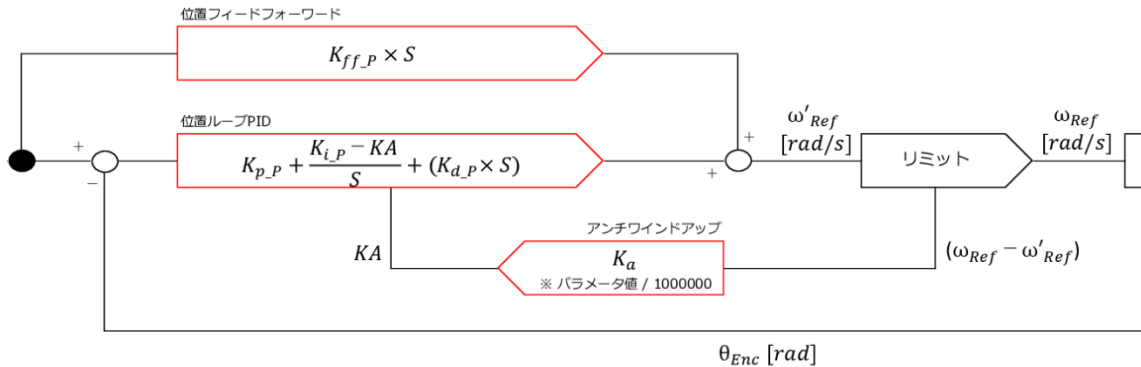 位置フィードフォーワード
K_{ff_P} × S
位置ループPID
K_{p_P} + \frac{K_{i_P} − KA}{S} + (K_{d_P} × S)
+
−
+
+
ω'_{Ref}
[rad/s]
リミット
ω_{Ref}
[rad/s]
アンチワインドアップ
KA
K_a
※ パラメータ値 / 1000000
(ω_{Ref} − ω'_{Ref})
θ_{Enc} [rad]